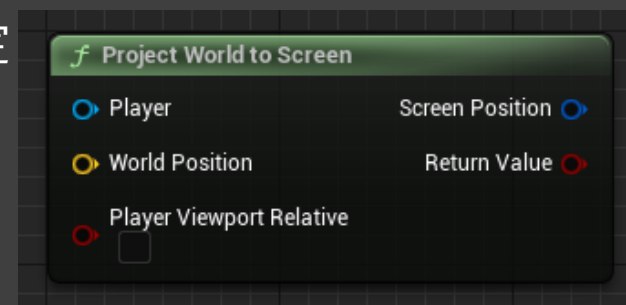 f Project World to Screen
Player
Screen Position
World Position
Return Value
Player Viewport Relative